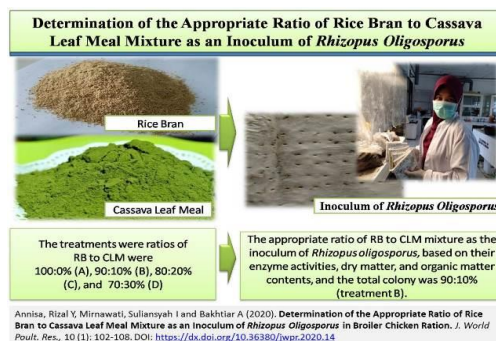 Determination of the Appropriate Ratio of Rice Bran to Cassava
Leaf Meal Mixture as an Inoculum of Rhizopus Oligosporus
Rice Bran
Cassava Leaf Meal
Inoculum of Rhizopus Oligosporus
The treatments were ratios of
RB to CLM were
100:0% (A), 90:10% (B), 80:20%
(C), and 70:30% (D)
The appropriate ratio of RB to CLM mixture as the
inoculum of Rhizopus oligosporus, based on their
enzyme activities, dry matter, and organic matter
contents, and the total colony was 90:10%
(treatment B).
Annisa, Rizal Y, Mirnawati, Suliansyah I and Bakhtiar A (2020). Determination of the Appropriate Ratio of Rice
Bran to Cassava Leaf Meal Mixture as an Inoculum of Rhizopus Oligosporus in Broiler Chicken Ration. J. World
Poult. Res., 10 (1): 102-108. DOI: https://dx.doi.org/10.36380/jwpr.2020.14